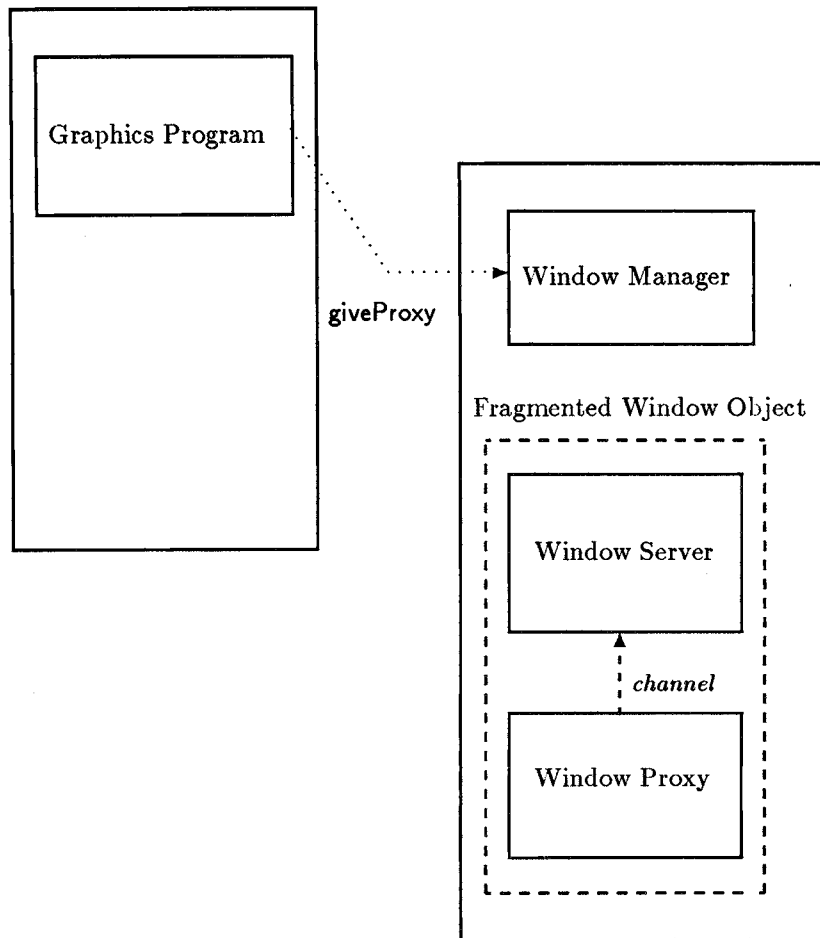 Graphics Program
Window Manager
giveProxy
Fragmented Window Object
Window Server
channel
Window Proxy